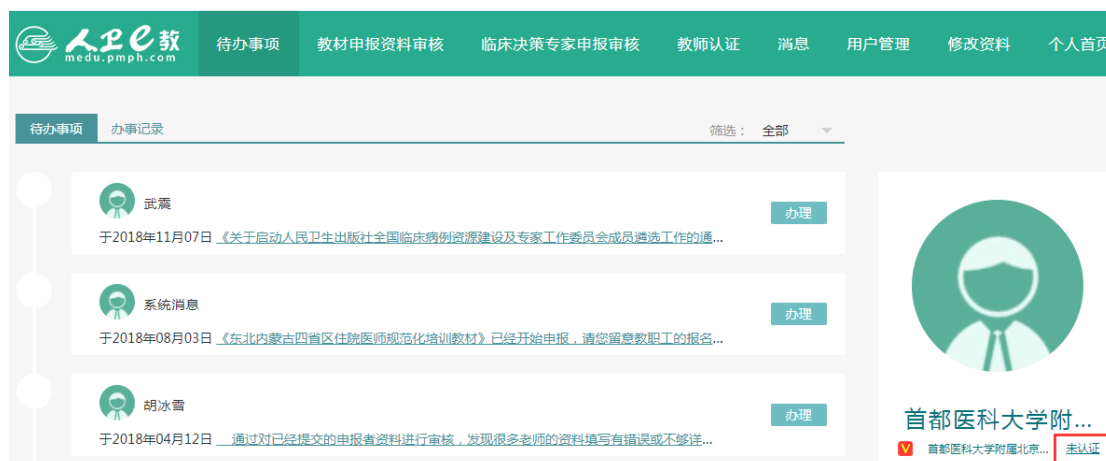 人卫e教 待办事项 教材申报资料审核 临床决策专家申报审核 教师认证 消息 用户管理 修改资料 个人首页
medu.pmph.com
待办事项 办事记录 筛选： 全部
武震
办理
于2018年11月07日 《关于启动人民卫生出版社全国临床病例资源建设及专家工作委员会成员遴选工作的通...
系统消息
办理
于2018年08月03日 《东北内蒙古四省区住院医师规范化培训教材》已经开始申报，请您留意教职工的报名...
胡冰雪
办理
于2018年04月12日 通过对已经提交的申报者资料进行审核，发现很多老师的资料填写有错误或不够详...
首都医科大学附...
V 首都医科大学附属北京... 未认证